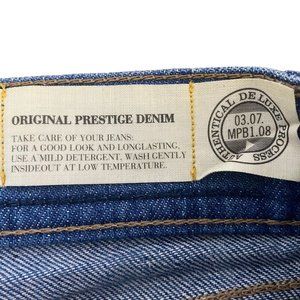 ORIGINAL PRESTIGE DENIM
TAKE CARE OF YOUR JEANS:
FOR A GOOD LOOK AND LONGLASTING,
USE A MILD DETERGENT, WASH GENTLY
INSIDEOUT AT LOW TEMPERATURE.
AUTHENTICAL DE LUXE PROCESS
03.07.
MPB1.08